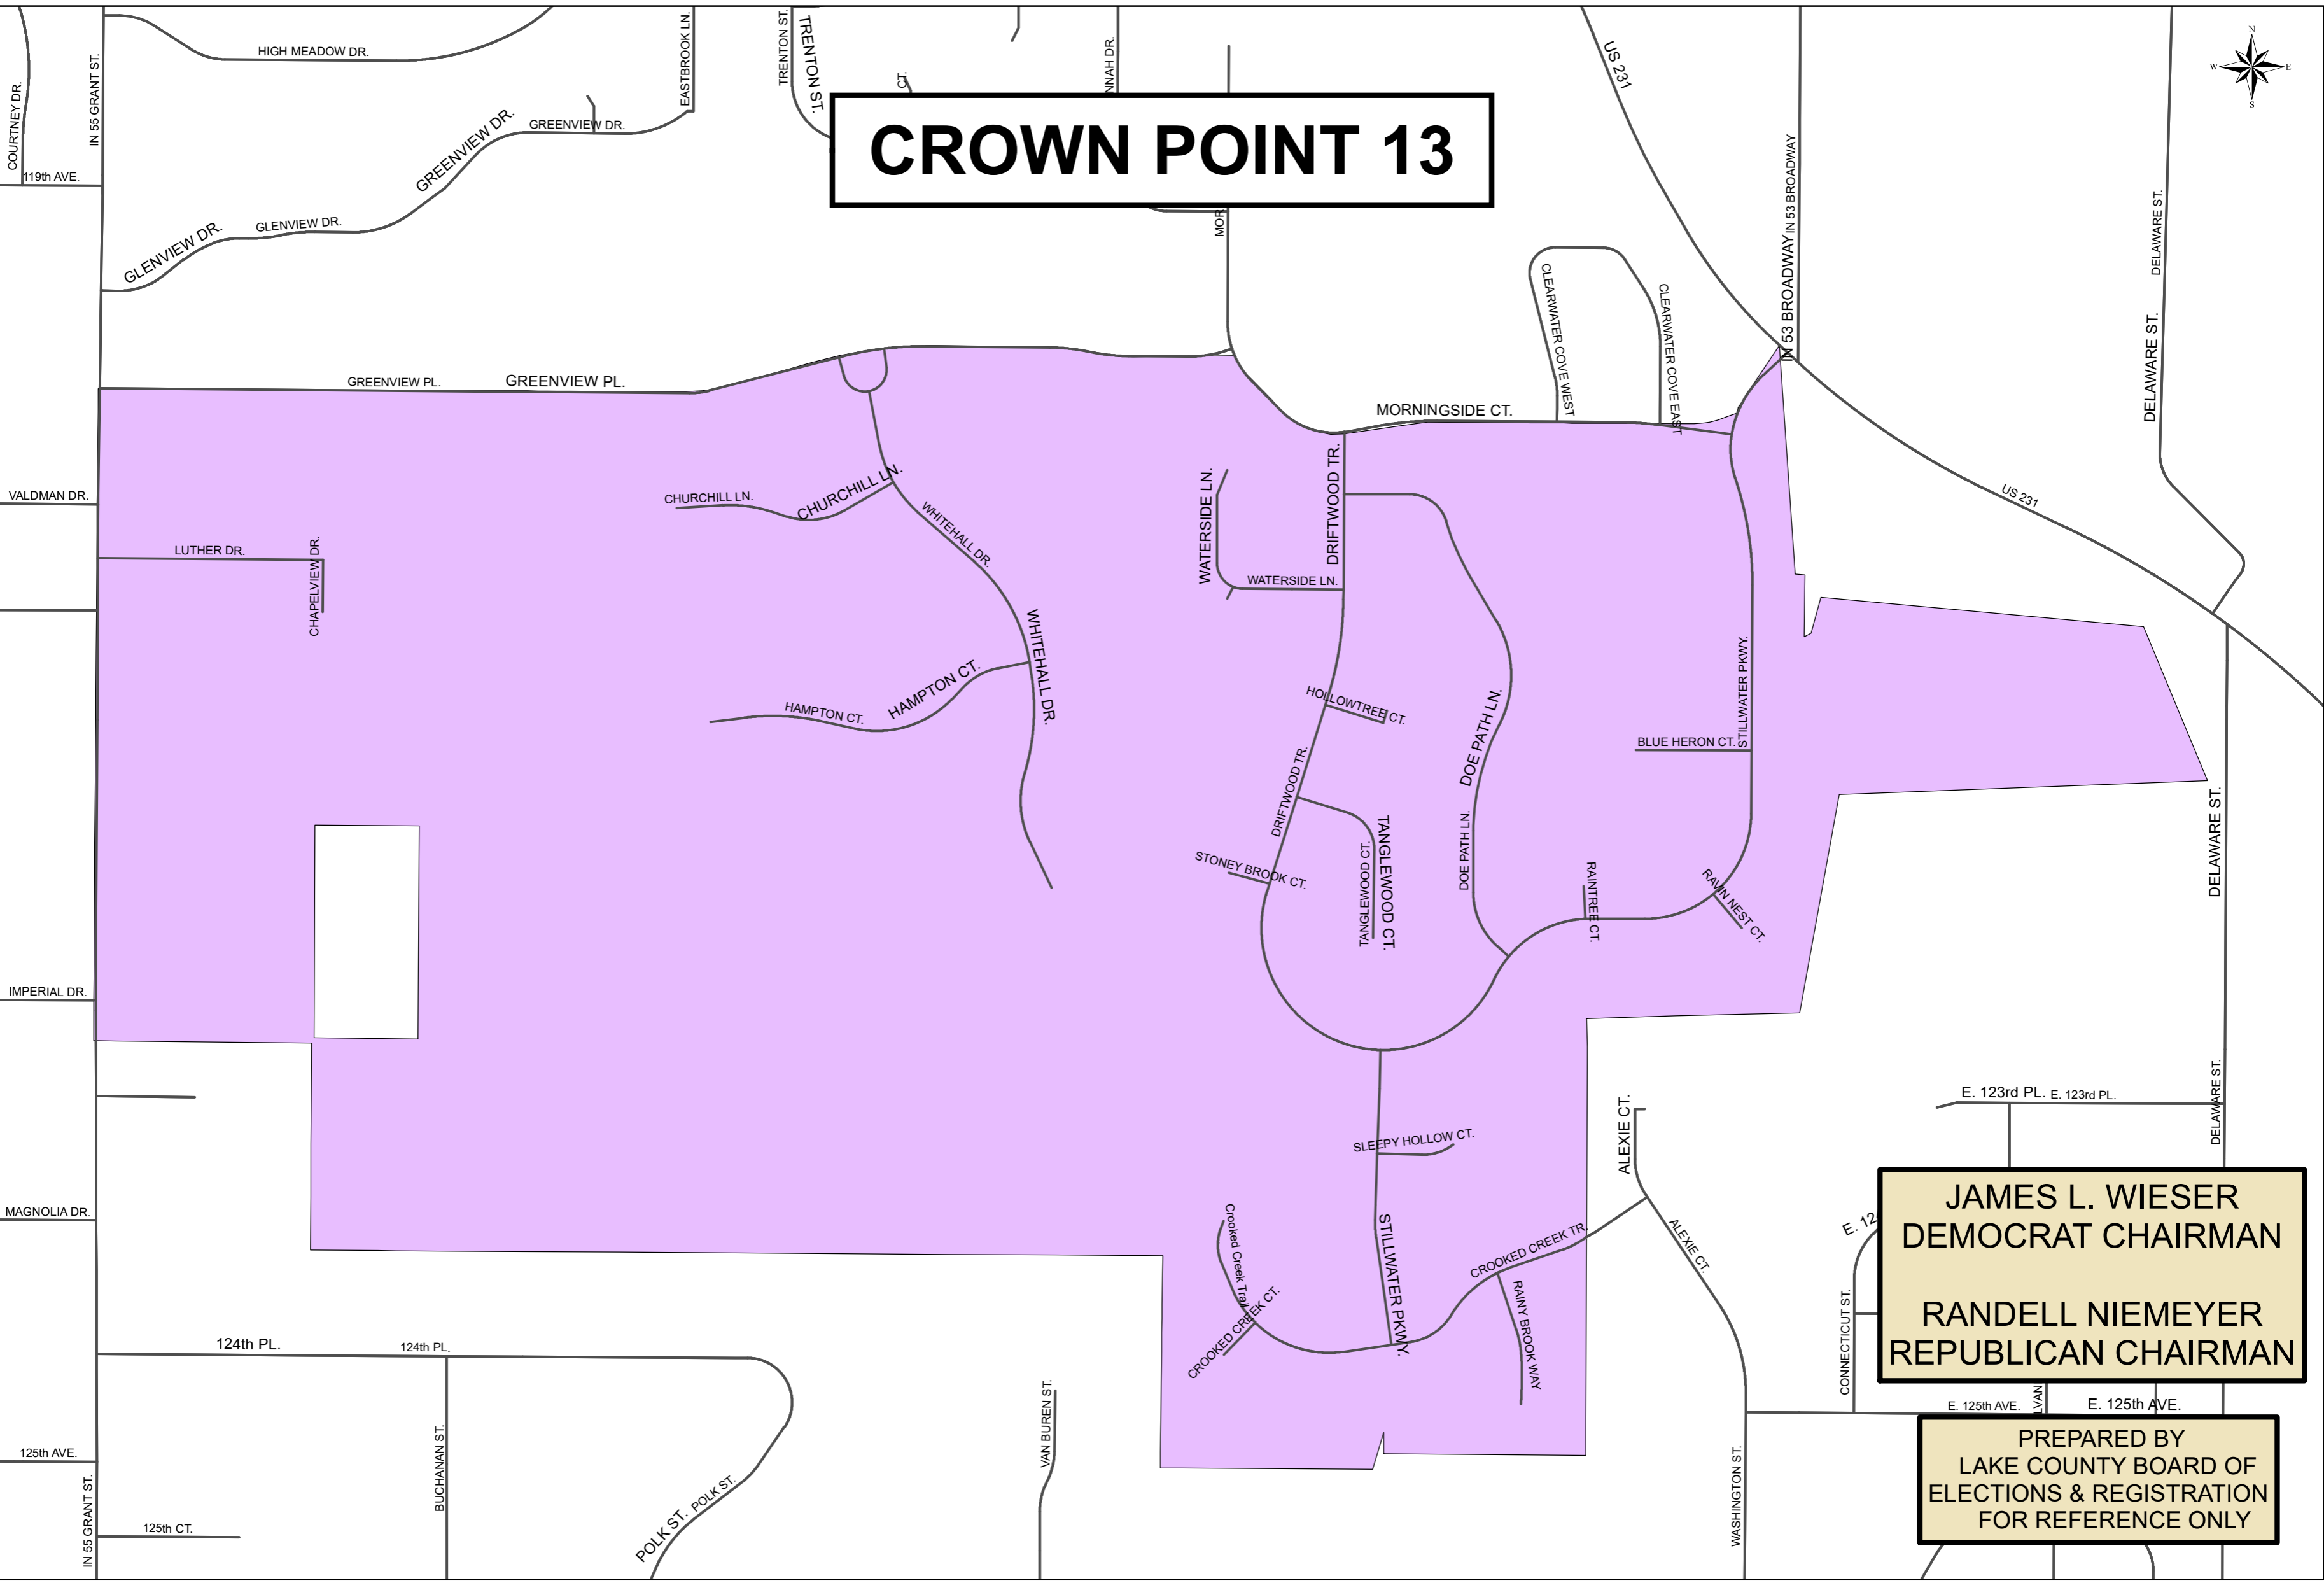 HIGH MEADOW DR.
COURTNEY DR.
IN 55 GRANT ST.
EASTBROOK LN.
TRENTON ST.
TRENTON ST.
CT.
US 231
N
W
E
S
CROWN POINT 13
GREENVIEW DR.
GREENVIEW DR.
119th AVE.
GLENVIEW DR.
GLENVIEW DR.
IN 53 BROADWAY
IN 53 BROADWAY
DELAWARE ST.
DELAWARE ST.
CLEARWATER COVE WEST
CLEARWATER COVE EAST
GREENVIEW PL.
GREENVIEW PL.
MORNINGSIDE CT.
VALDMAN DR.
CHURCHILL LN.
CHURCHILL LN.
WHITEHALL DR.
WATERSIDE LN.
DRIFTWOOD TR.
US 231
LUTHER DR.
CHAPELVIEW DR.
WATERSIDE LN.
HAMPTON CT.
HAMPTON CT.
WHITEHALL DR.
HOLLOWTREE CT.
DOE PATH LN.
STILLWATER PKWY.
BLUE HERON CT.
DRIFTWOOD TR.
TANGLEWOOD CT.
TANGLEWOOD CT.
DOE PATH LN.
STONEY BROOK CT.
RAINTREE CT.
RAVIN NEST CT.
DELAWARE ST.
IMPERIAL DR.
E. 123rd PL.
E. 123rd PL.
DELAWARE ST.
ALEXIE CT.
SLEEPY HOLLOW CT.
MAGNOLIA DR.
Crooked Creek Trail
STILLWATER PKWY.
CROOKED CREEK TR.
ALEXIE CT.
CROOKED CREEK CT.
RAINY BROOK WAY
CONNECTICUT ST.
JAMES L. WIESER
DEMOCRAT CHAIRMAN
RANDELL NIEMEYER
REPUBLICAN CHAIRMAN
124th PL.
124th PL.
E. 125th AVE.
E. 125th AVE.
VAN BUREN ST.
BUCHANAN ST.
125th AVE.
POLK ST.
POLK ST.
IN 55 GRANT ST.
125th CT.
WASHINGTON ST.
PREPARED BY
LAKE COUNTY BOARD OF
ELECTIONS & REGISTRATION
FOR REFERENCE ONLY